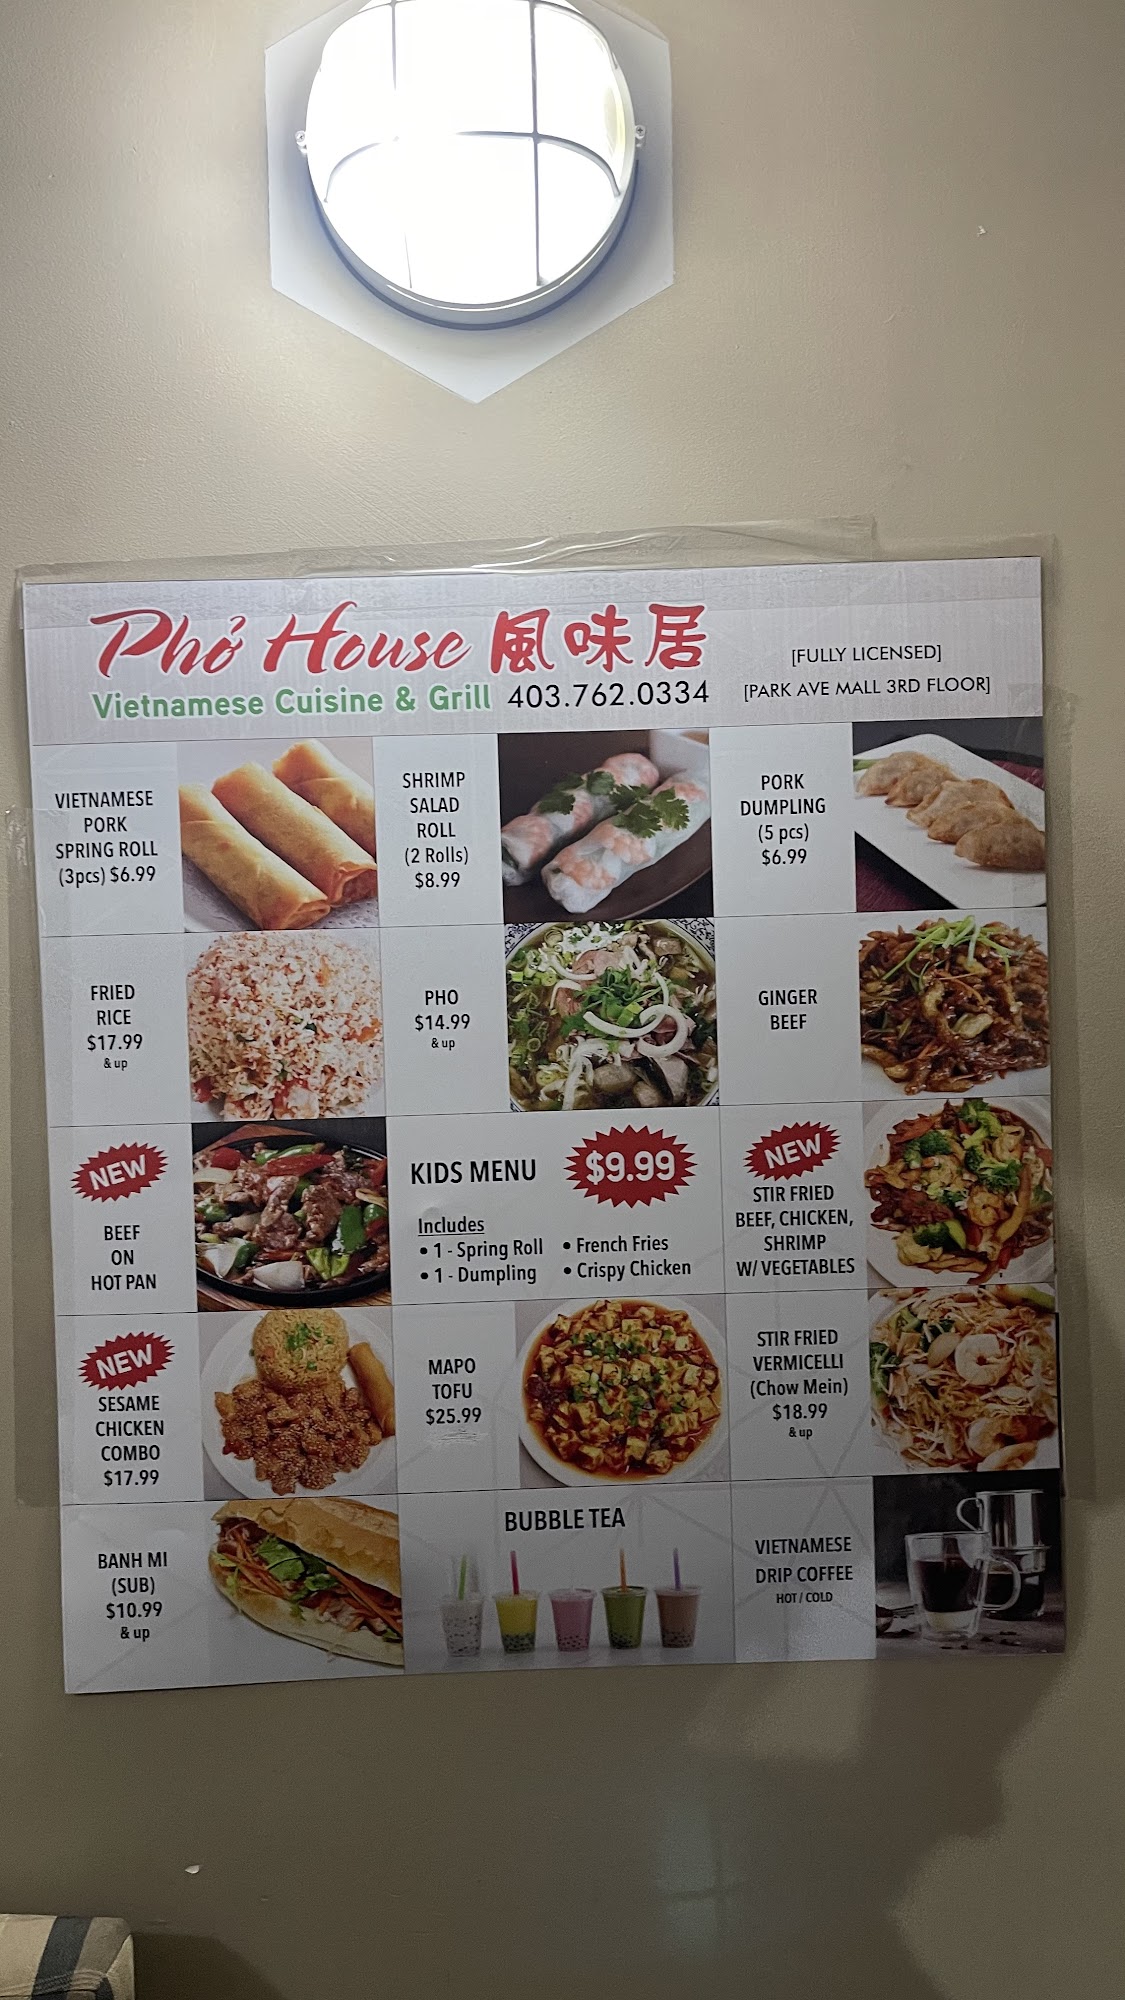 Phở House 風味居
Vietnamese Cuisine & Grill 403.762.0334
[FULLY LICENSED]
[PARK AVE MALL 3RD FLOOR]
VIETNAMESE
PORK
SPRING ROLL
(3pcs) $6.99
SHRIMP
SALAD
ROLL
(2 Rolls)
$8.99
PORK
DUMPLING
(5 pcs)
$6.99
FRIED
RICE
$17.99
& up
PHO
$14.99
& up
GINGER
BEEF
NEW
BEEF
ON
HOT PAN
KIDS MENU $9.99
Includes
• 1 - Spring Roll • French Fries
• 1 - Dumpling • Crispy Chicken
NEW
STIR FRIED
BEEF, CHICKEN,
SHRIMP
W/ VEGETABLES
NEW
SESAME
CHICKEN
COMBO
$17.99
MAPO
TOFU
$25.99
STIR FRIED
VERMICELLI
(Chow Mein)
$18.99
& up
BANH MI
(SUB)
$10.99
& up
BUBBLE TEA
VIETNAMESE
DRIP COFFEE
HOT / COLD